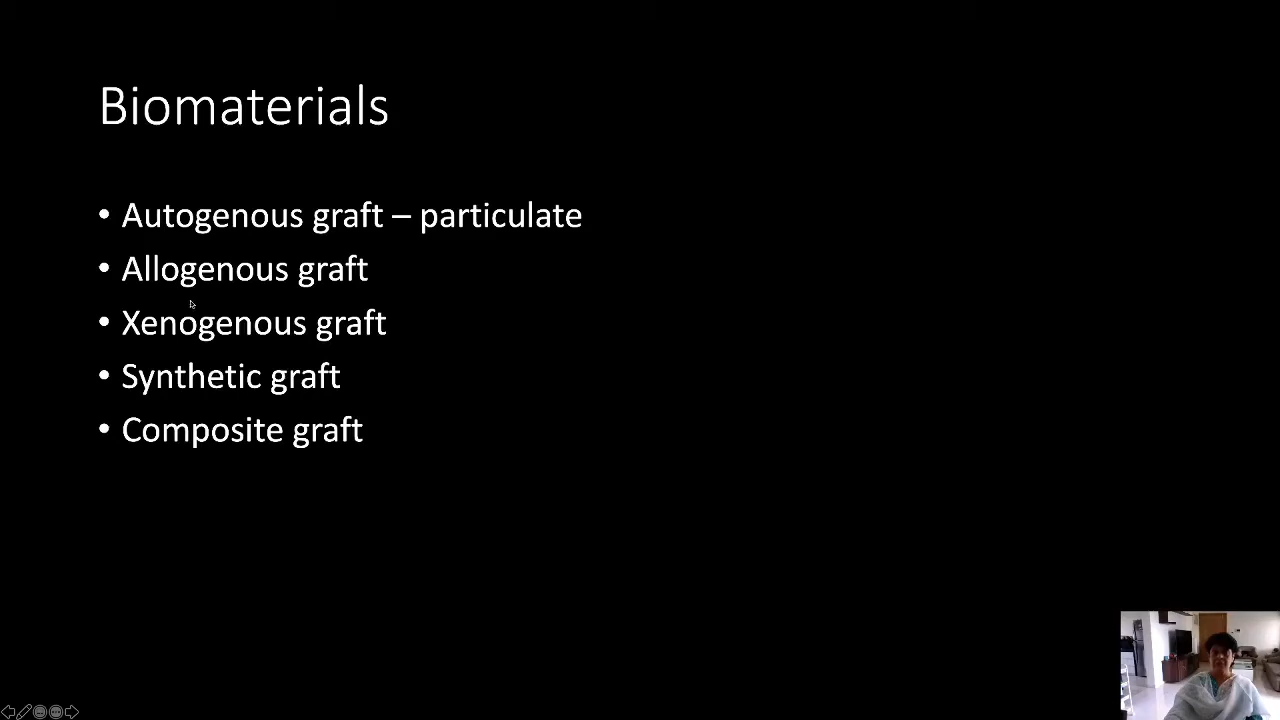 Biomaterials
• Autogenous graft – particulate
• Allogenous graft
• Xenogenous graft
• Synthetic graft
• Composite graft